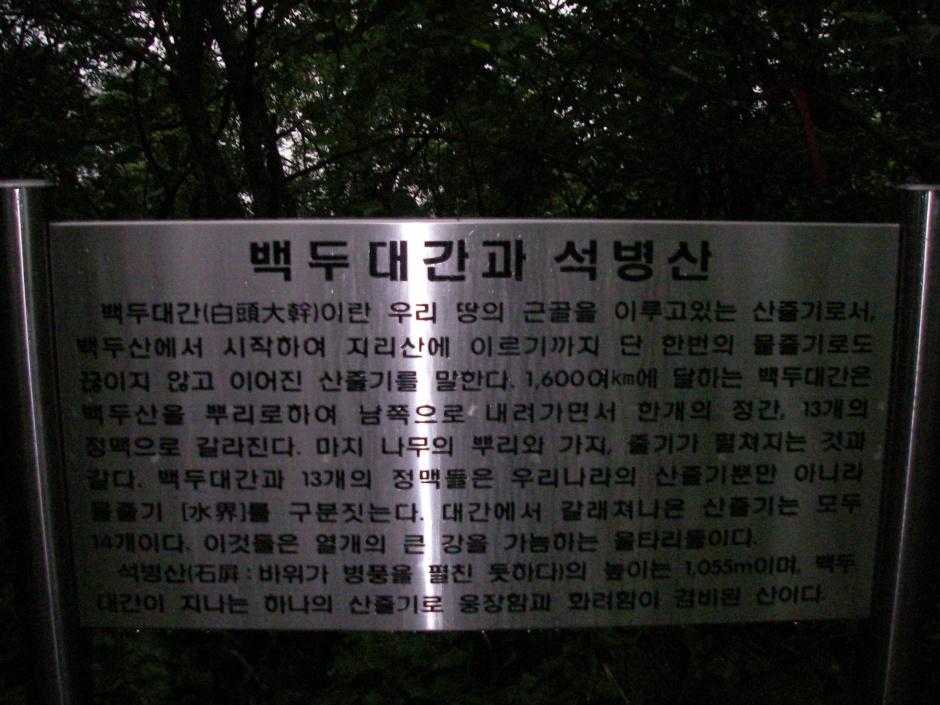 백두대간과 석병산
백두대간(白頭大幹)이란 우리 땅의 근골을 이루고있는 산줄기로서,
백두산에서 시작하여 지리산에 이르기까지 단 한번의 물줄기로도
끊이지 않고 이어진 산줄기를 말한다. 1,600여km에 달하는 백두대간은
백두산을 뿌리로하여 남쪽으로 내려가면서 한개의 정간, 13개의
정맥으로 갈라진다. 마치 나무의 뿌리와 가지, 줄기가 펼쳐지는 것과
같다. 백두대간과 13개의 정맥들은 우리나라의 산줄기뿐만 아니라
물줄기 [水界]를 구분짓는다. 대간에서 갈래쳐나온 산줄기는 모두
14개이다. 이것들은 열개의 큰 강을 가늠하는 울타리들이다.
석병산(石屛 : 바위가 병풍을 펼친 듯하다)의 높이는 1,055m이며, 백두
대간이 지나는 하나의 산줄기로 웅장함과 화려함이 겸비된 산이다.